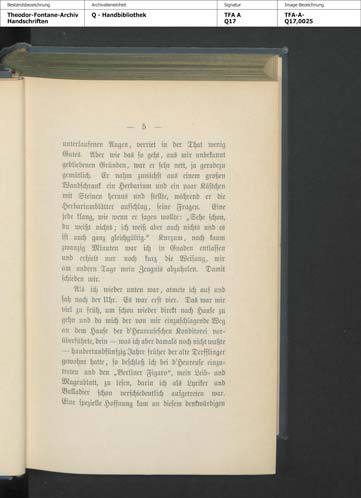 Bestandsbezeichnung
Theodor-Fontane-Archiv
Handschriften
Archivalieneinheit
Q - Handbibliothek
Signatur
TFA A
Q17
Image-Bezeichnung
TFA-A-
Q17,0025
— 5 —
unterlaufenen Augen, verriet in der That wenig
Gutes. Aber wie das so geht, aus mir unbekannt
gebliebenen Gründen, war er sehr nett, ja geradezu
gemütlich. Er nahm zunächst aus einem großen
Wandschrank ein Herbarium und ein paar Kästchen
mit Steinen heraus und stellte, während er die
Herbariumblätter aufschlug, seine Fragen. Eine
jede klang, wie wenn er sagen wollte: „Sehe schon,
du weißt nichts; ich weiß aber auch nichts und es
ist auch ganz gleichgültig.“ Kurzum, nach kaum
zwanzig Minuten war ich in Gnaden entlassen
und erhielt nur noch kurz die Weisung, mir
am andern Tage mein Zeugnis abzuholen. Damit
schieden wir.
Als ich wieder unten war, atmete ich auf und
sah nach der Uhr. Es war erst vier. Das war mir
viel zu früh, um schon wieder direkt nach Hause zu
gehn und da mich der von mir einzuschlagende Weg
an dem Hause der d'Heureuseschen Konditorei vor-
überführte, drin — was ich aber damals noch nicht wußte
— hundertundfünfzig Jahre früher der alte Derfflinger
gewohnt hatte, so beschloß ich bei d'Heureuse einzu-
treten und den „Berliner Figaro“, mein Leib- und
Magenblatt, zu lesen, darin ich als Lyriker und
Balladier schon verschiedentlich aufgetreten war.
Eine spezielle Hoffnung kam an diesem denkwürdigen